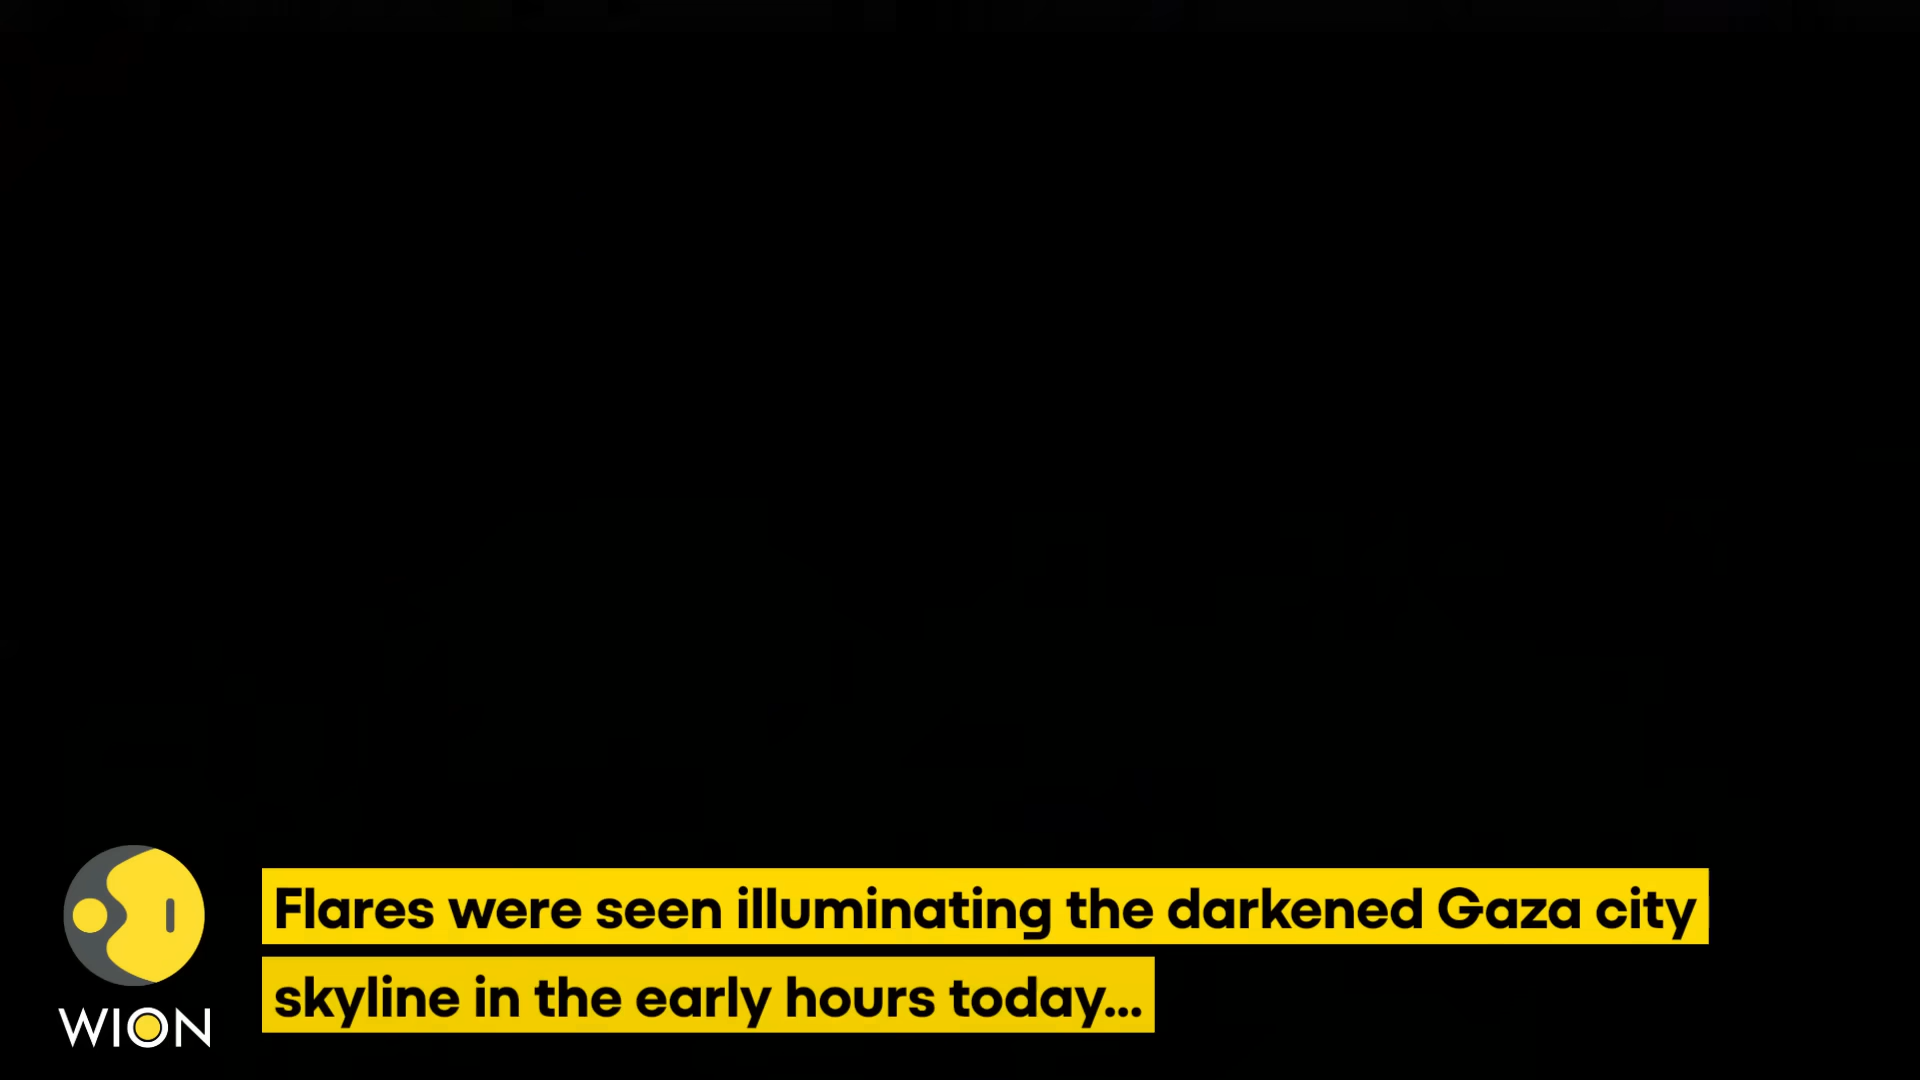 Flares were seen illuminating the darkened Gaza city
skyline in the early hours today...
WION